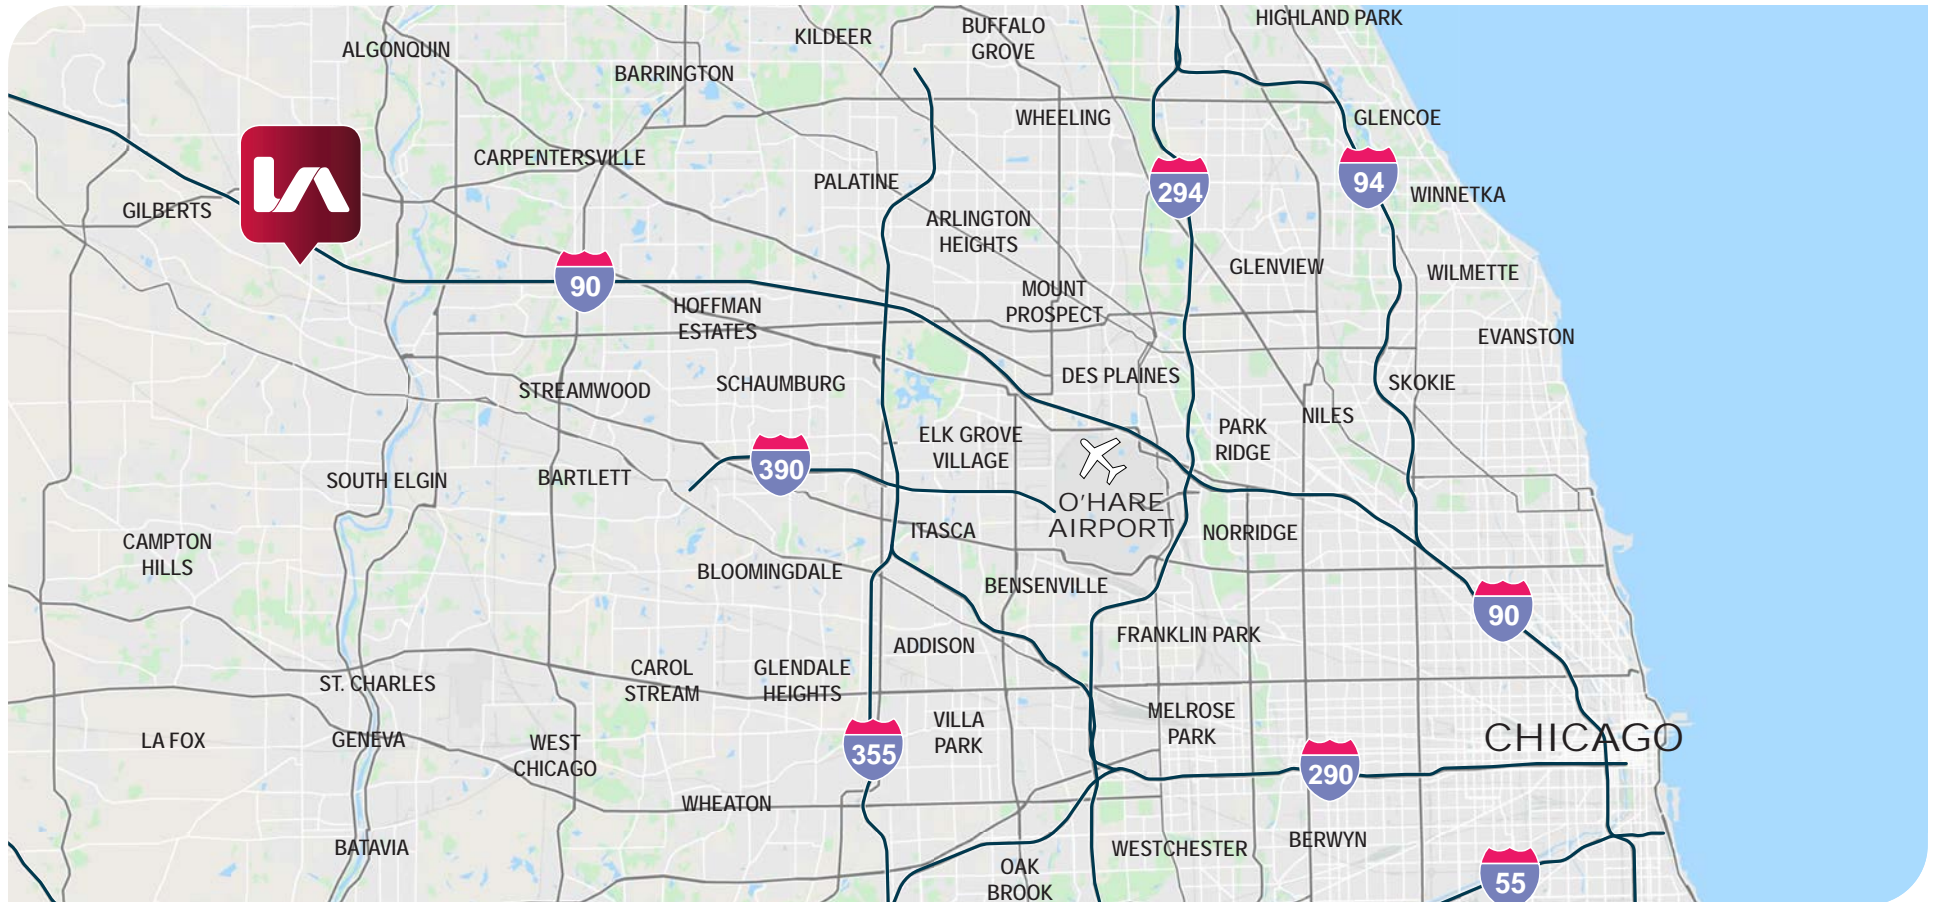 HIGHLAND PARK
BUFFALO
GROVE
KILDEER
ALGONQUIN
BARRINGTON
WHEELING
GLENCOE
CARPENTERSVILLE
PALATINE
294
94
WINNETKA
LA
GILBERTS
ARLINGTON
HEIGHTS
GLENVIEW
WILMETTE
90
HOFFMAN
ESTATES
MOUNT
PROSPECT
EVANSTON
STREAMWOOD
SCHAUMBURG
DES PLAINES
SKOKIE
NILES
ELK GROVE
VILLAGE
PARK
RIDGE
390
SOUTH ELGIN
BARTLETT
O'HARE
AIRPORT
ITASCA
NORRIDGE
CAMPTON
HILLS
BLOOMINGDALE
BENSENVILLE
90
FRANKLIN PARK
ADDISON
CAROL
STREAM
GLENDALE
HEIGHTS
ST. CHARLES
MELROSE
PARK
VILLA
PARK
CHICAGO
LA FOX
GENEVA
WEST
CHICAGO
355
290
WHEATON
BATAVIA
WESTCHESTER
BERWYN
OAK
BROOK
55